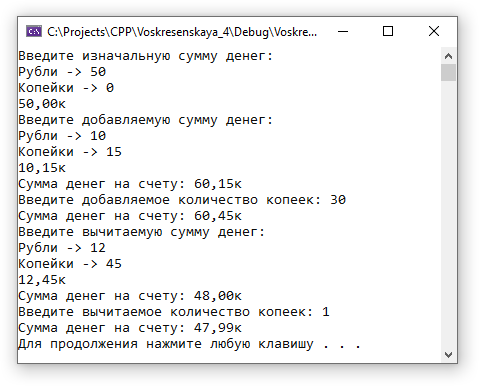 C:\Projects\CPP\Voskresenskaya_4\Debug\Voskre...
Введите изначальную сумму денег:
Рубли -> 50
Копейки -> 0
50,00к
Введите добавляемую сумму денег:
Рубли -> 10
Копейки -> 15
10,15к
Сумма денег на счету: 60,15к
Введите добавляемое количество копеек: 30
Сумма денег на счету: 60,45к
Введите вычитаемую сумму денег:
Рубли -> 12
Копейки -> 45
12,45к
Сумма денег на счету: 48,00к
Введите вычитаемое количество копеек: 1
Сумма денег на счету: 47,99к
Для продолжения нажмите любую клавишу . . .